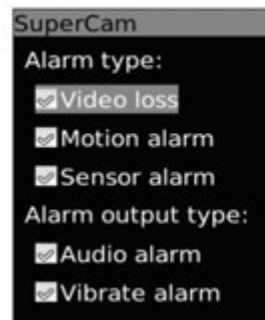 SuperCam
Alarm type:
Video loss
Motion alarm
Sensor alarm
Alarm output type:
Audio alarm
Vibrate alarm